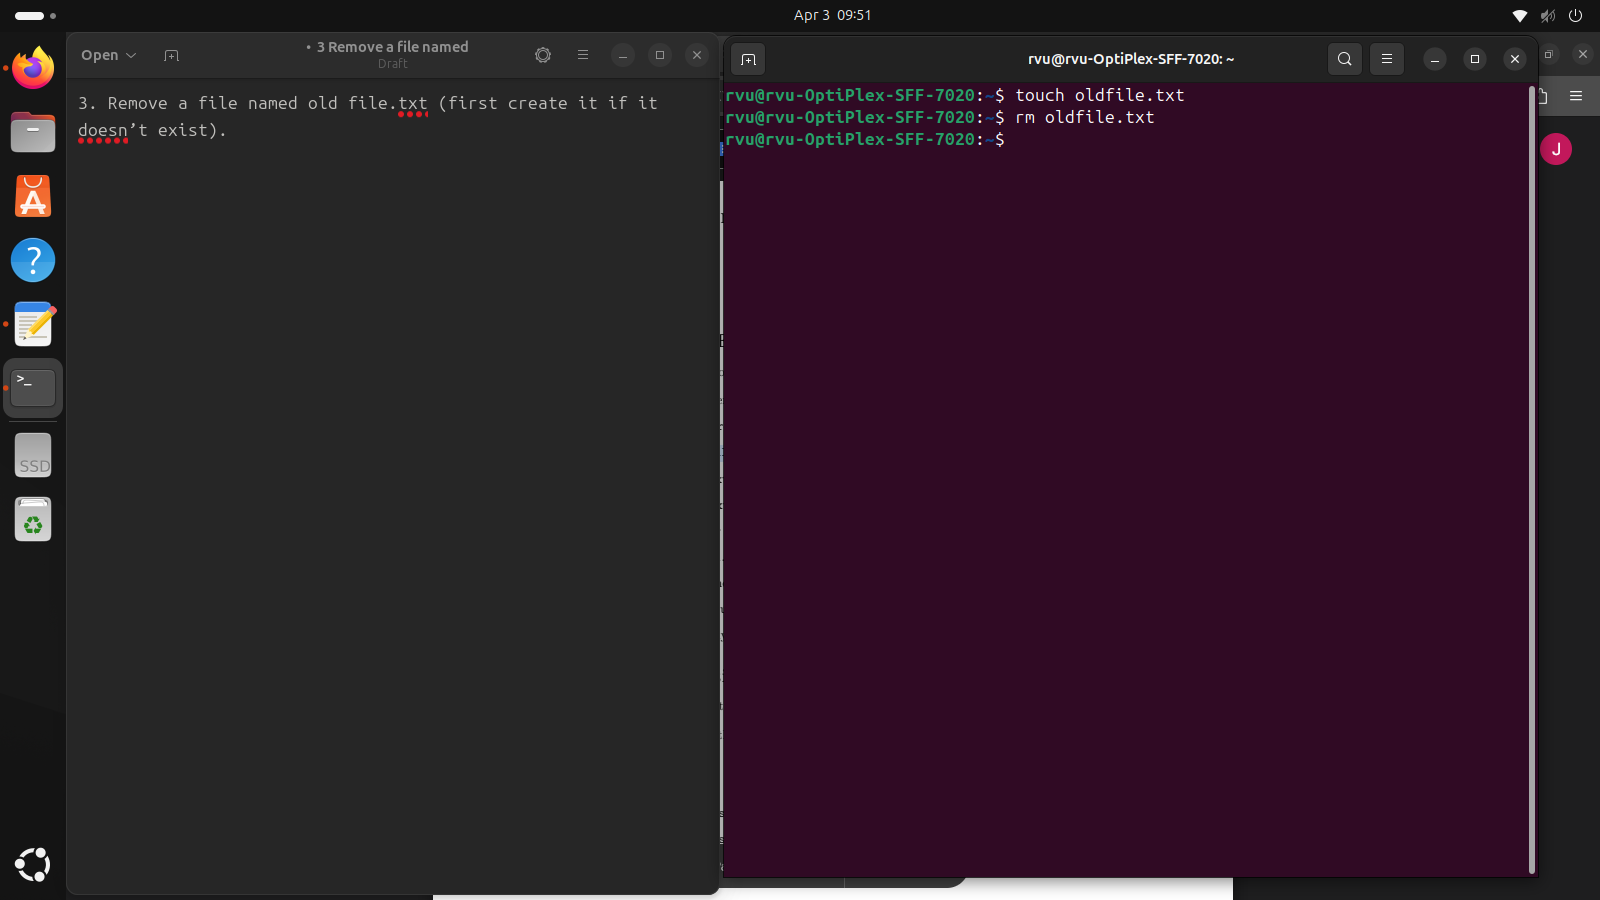 Apr 3 09:51
Open
• 3 Remove a file named
Draft
3. Remove a file named old file.txt (first create it if it
doesn’t exist).
rvu@rvu-OptiPlex-SFF-7020: ~
rvu@rvu-OptiPlex-SFF-7020:~$ touch oldfile.txt
rvu@rvu-OptiPlex-SFF-7020:~$ rm oldfile.txt
rvu@rvu-OptiPlex-SFF-7020:~$
J
>_
SSD